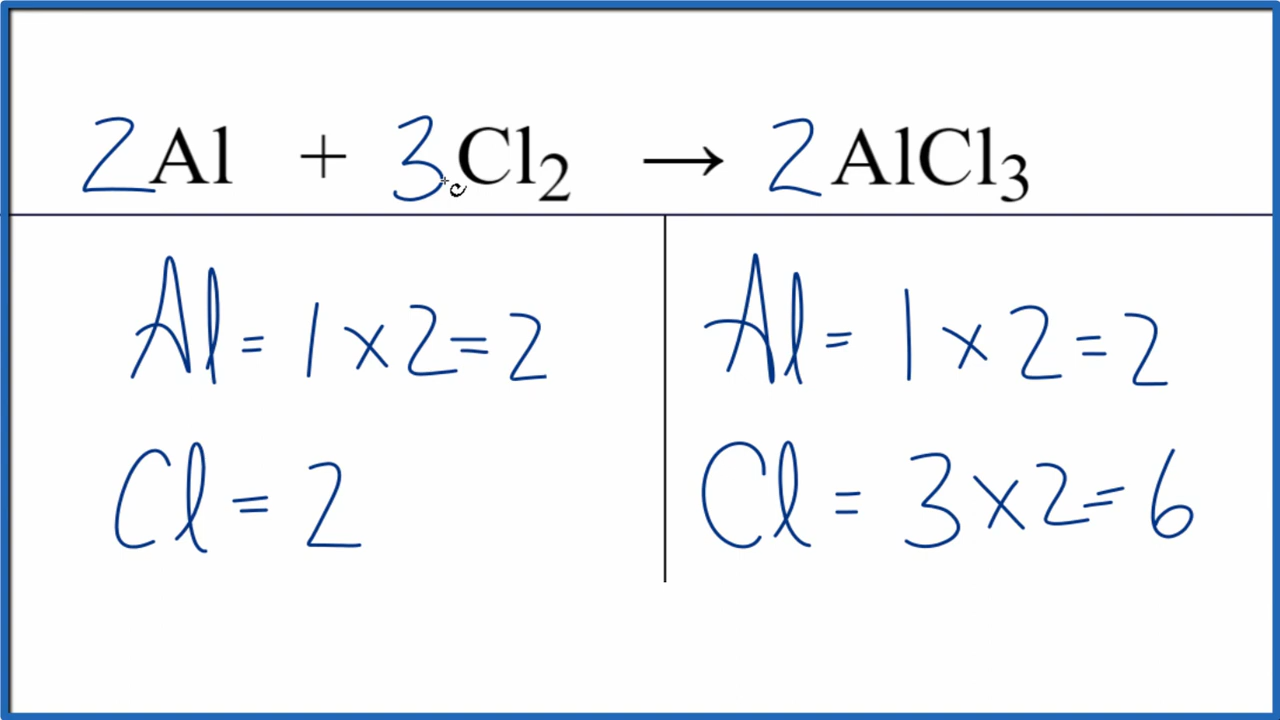 2Al + 3Cl₂ → 2AlCl₃
Al = 1 x 2 = 2
Al = 1 x 2 = 2
Cl = 2
Cl = 3 x 2 = 6